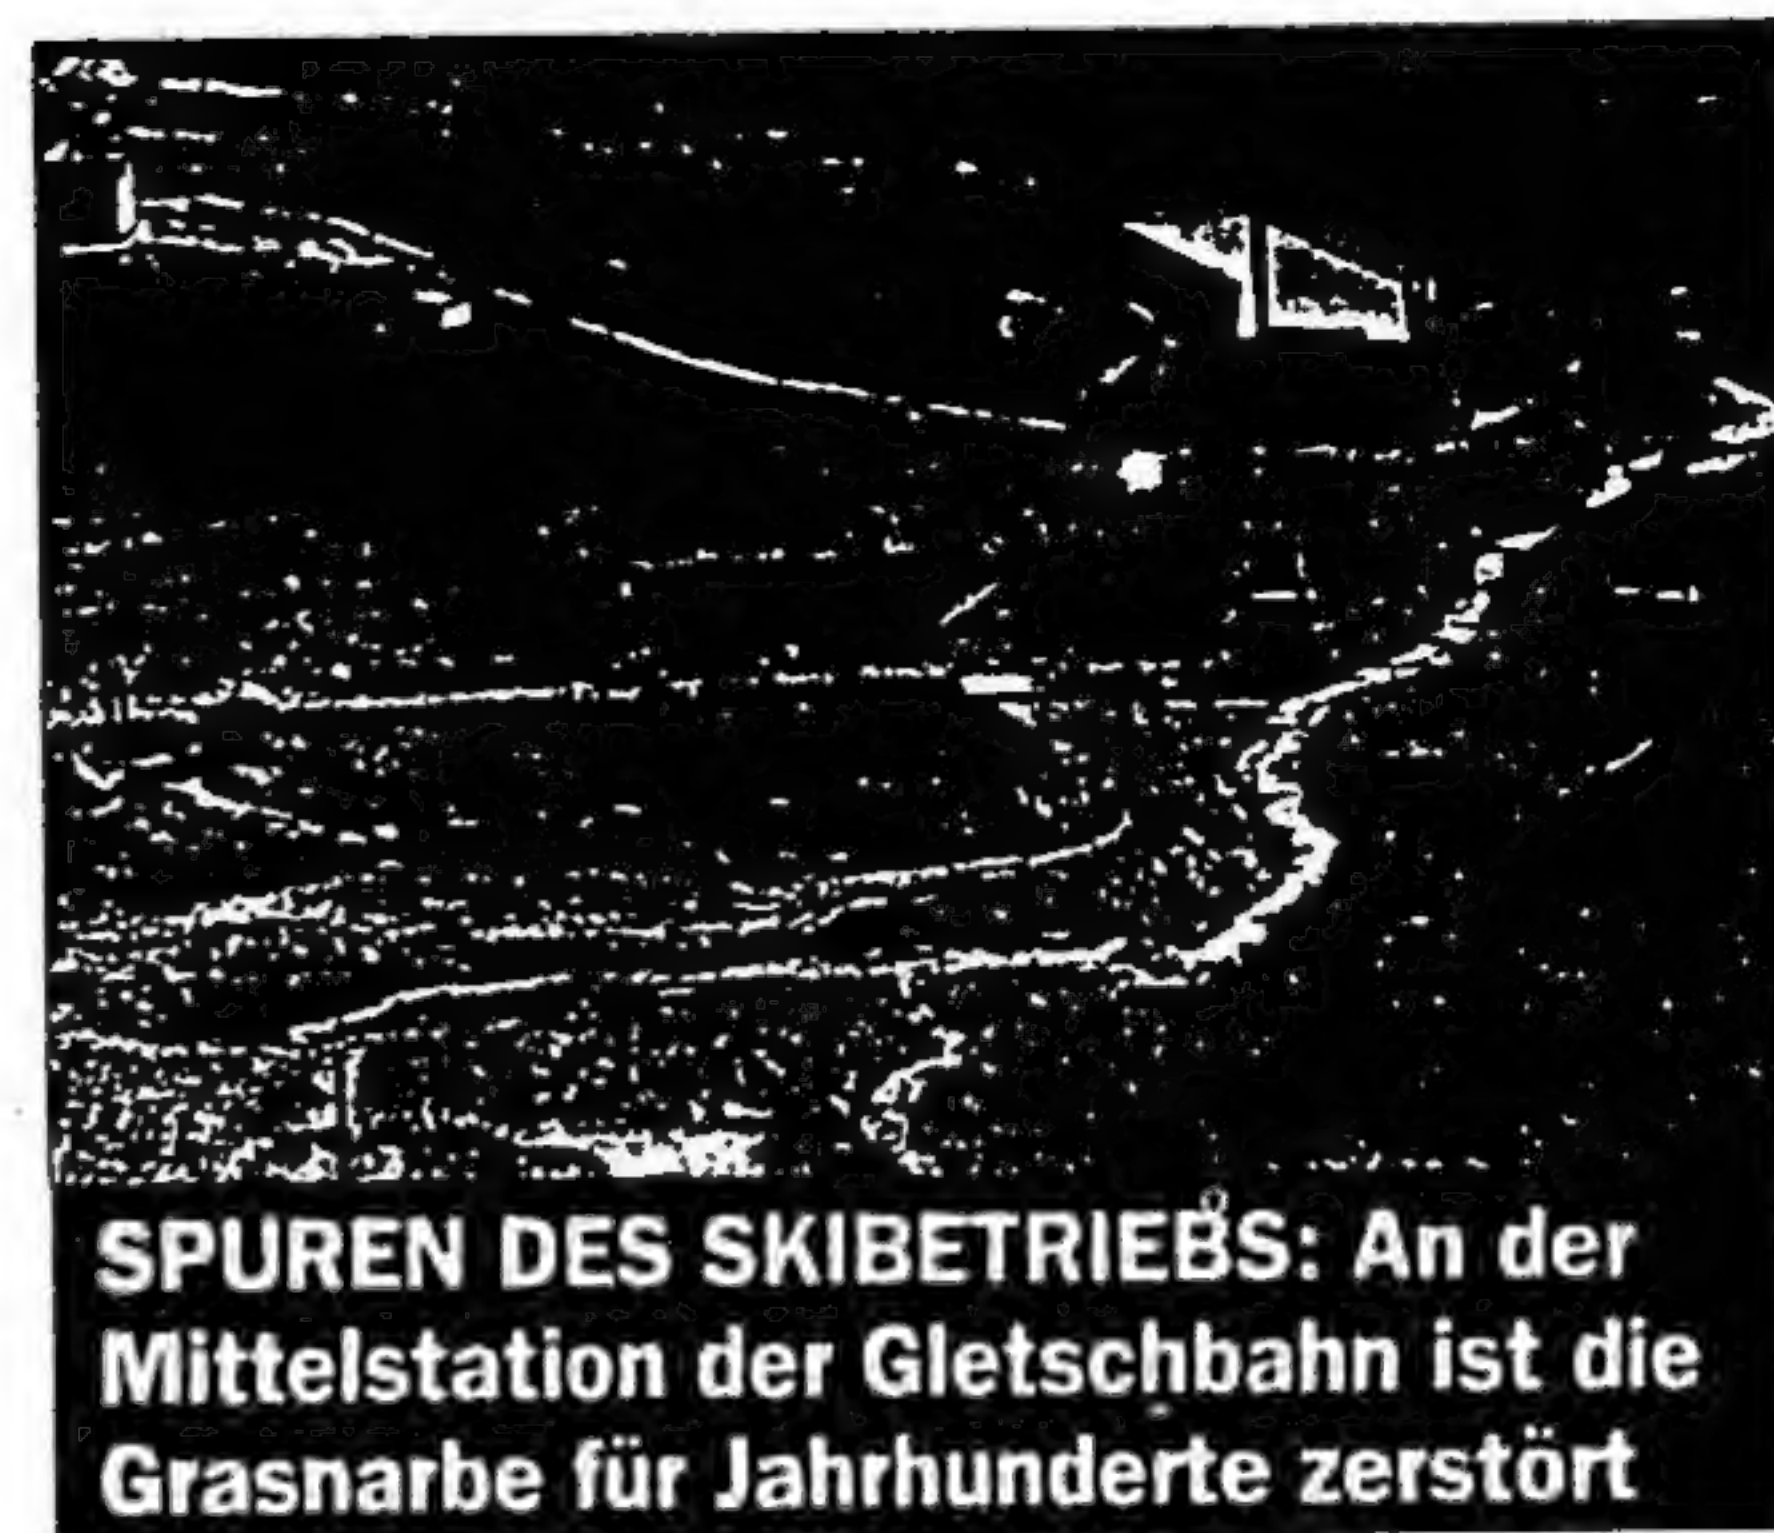 SPUREN DES SKIBETRIEBS: An der
Mittelstation der Gletschbahn ist die
Grasnarbe für Jahrhunderte zerstört